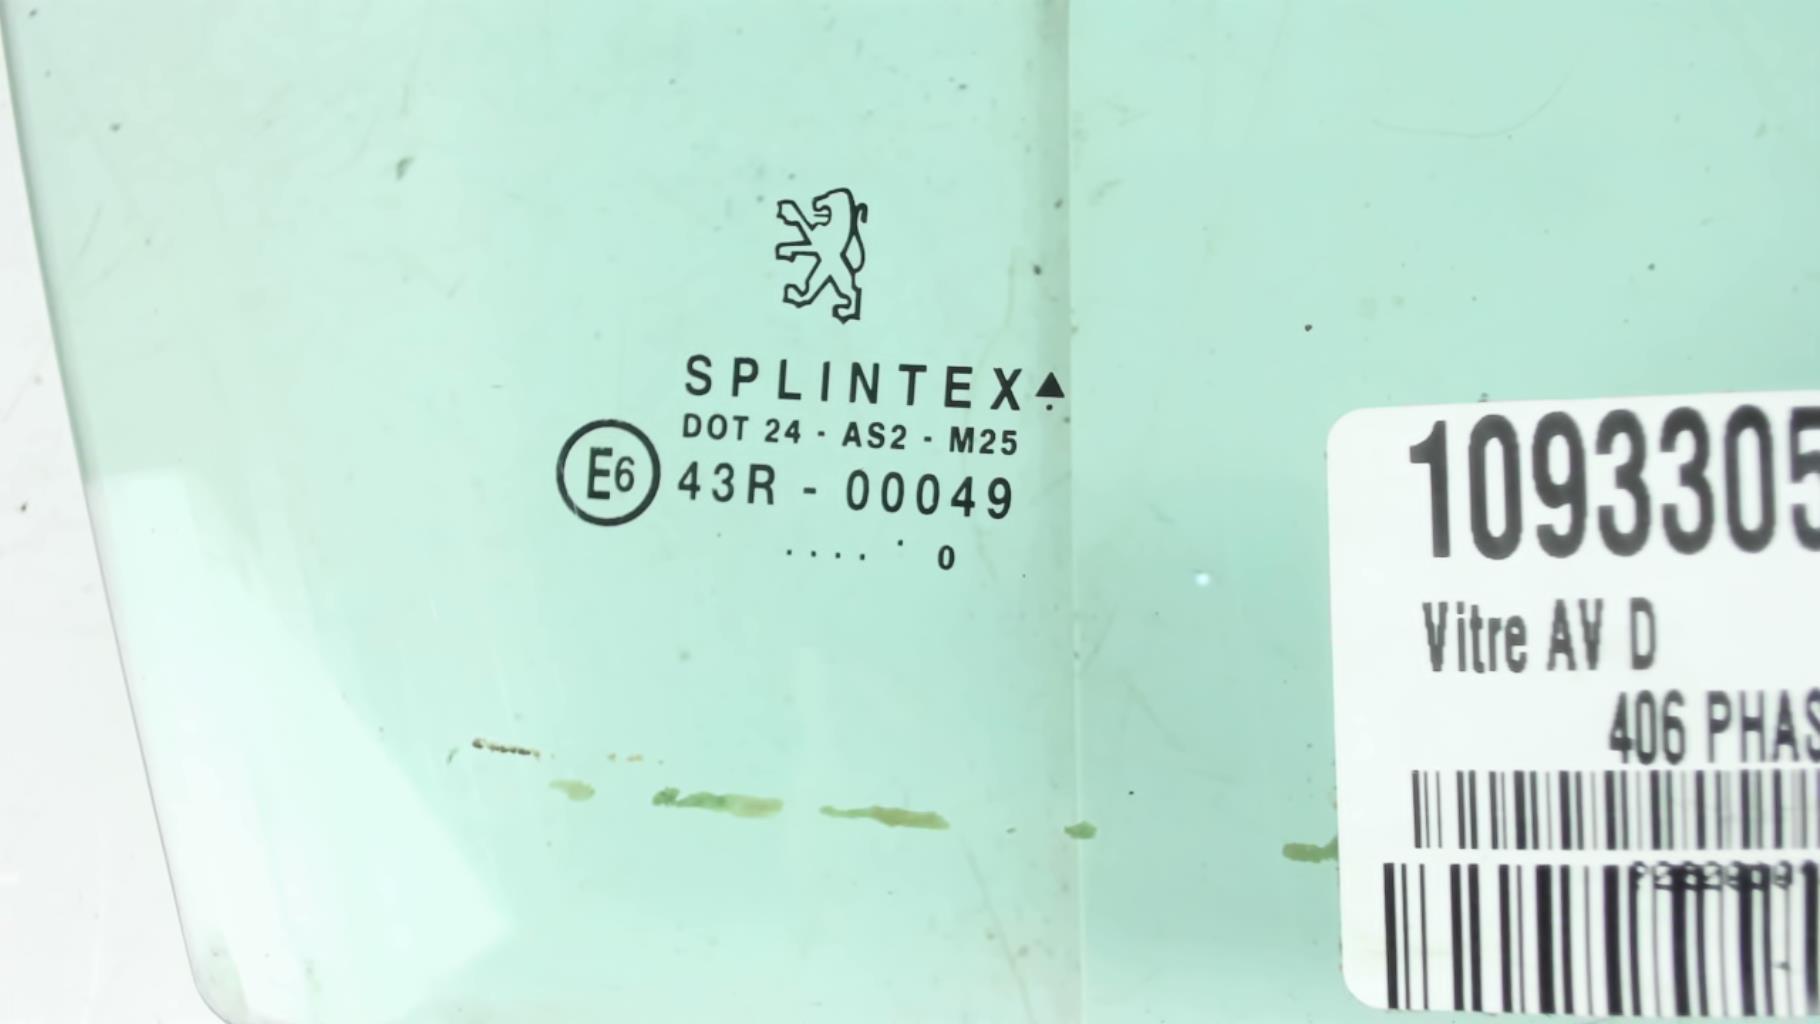 SPLINTEX
DOT 24 - AS2 - M25
E6 43R - 00049
.... . 0
1093305
Vitre AV D
406 PHAS